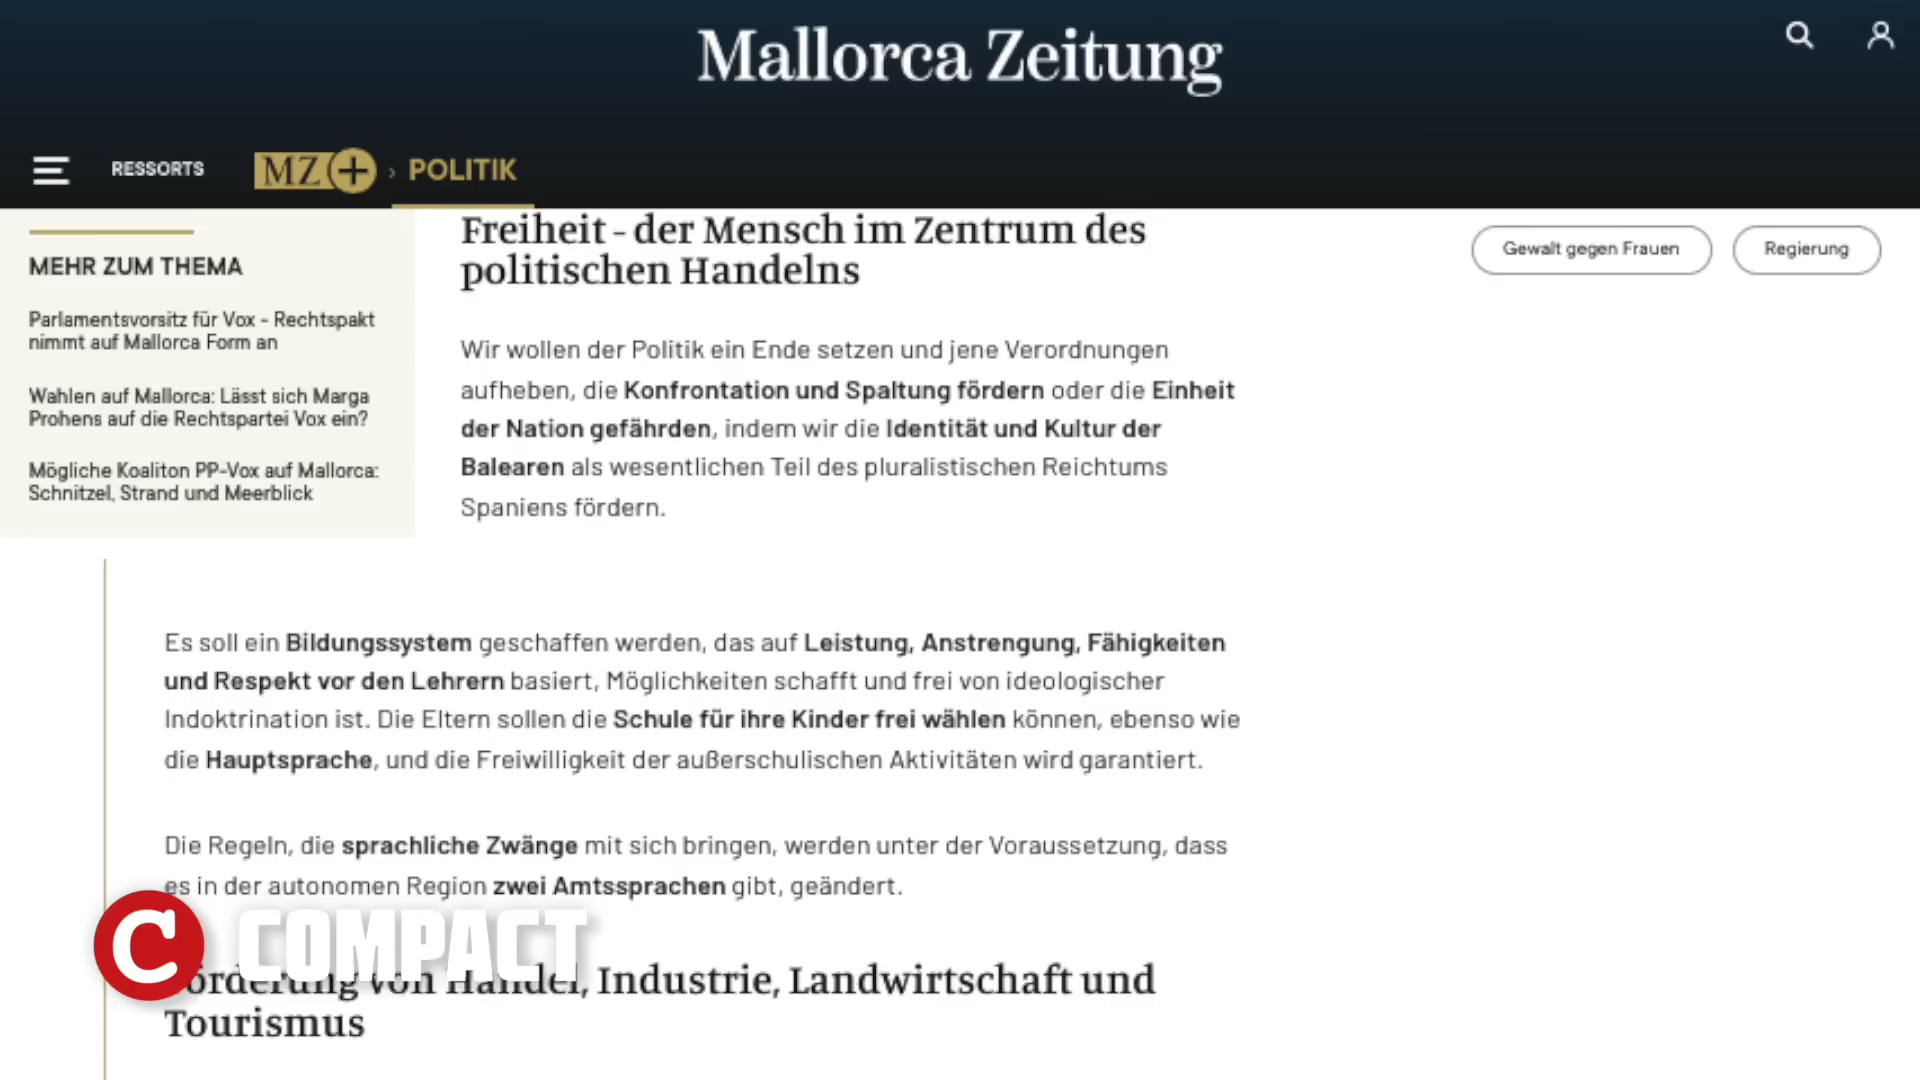 Mallorca Zeitung
RESSORTS
MZ+ › POLITIK
MEHR ZUM THEMA
Parlamentsvorsitz für Vox - Rechtspakt
nimmt auf Mallorca Form an
Wahlen auf Mallorca: Lässt sich Marga
Prohens auf die Rechtspartei Vox ein?
Mögliche Koaliton PP-Vox auf Mallorca:
Schnitzel, Strand und Meerblick
Freiheit - der Mensch im Zentrum des
politischen Handelns
Wir wollen der Politik ein Ende setzen und jene Verordnungen
aufheben, die Konfrontation und Spaltung fördern oder die Einheit
der Nation gefährden, indem wir die Identität und Kultur der
Balearen als wesentlichen Teil des pluralistischen Reichtums
Spaniens fördern.
Gewalt gegen Frauen
Regierung
Es soll ein Bildungssystem geschaffen werden, das auf Leistung, Anstrengung, Fähigkeiten
und Respekt vor den Lehrern basiert, Möglichkeiten schafft und frei von ideologischer
Indoktrination ist. Die Eltern sollen die Schule für ihre Kinder frei wählen können, ebenso wie
die Hauptsprache, und die Freiwilligkeit der außerschulischen Aktivitäten wird garantiert.
Die Regeln, die sprachliche Zwänge mit sich bringen, werden unter der Voraussetzung, dass
es in der autonomen Region zwei Amtssprachen gibt, geändert.
C COMPACT
Förderung von Handel, Industrie, Landwirtschaft und
Tourismus